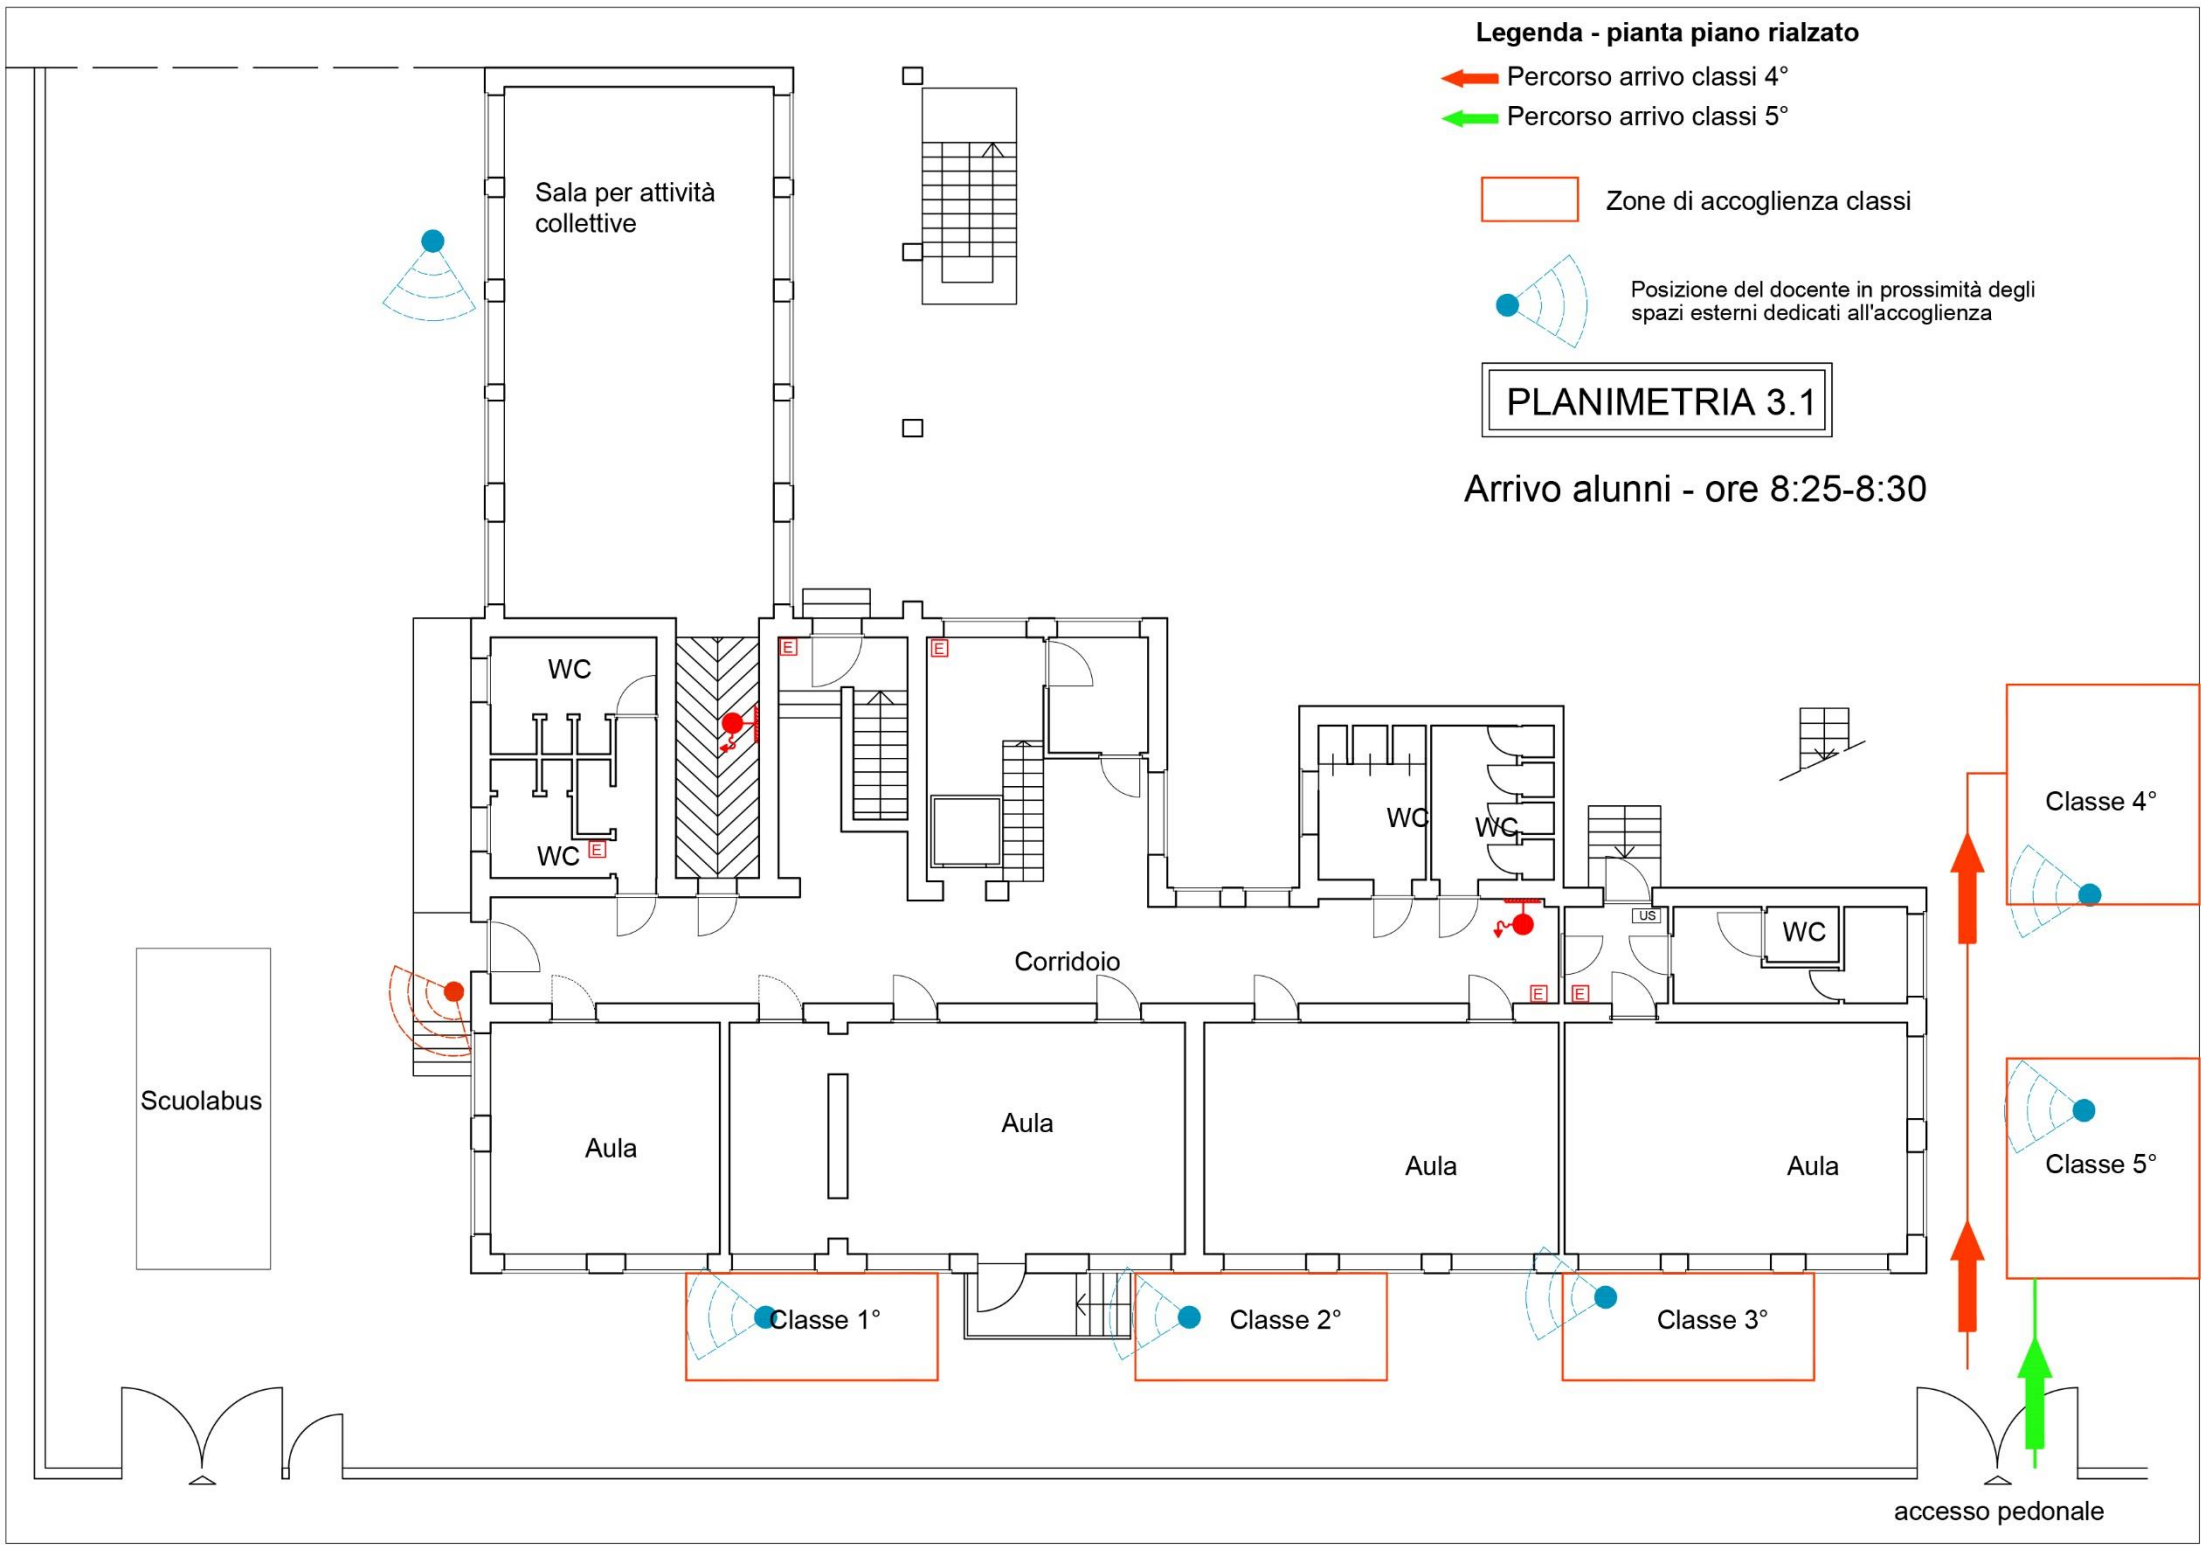 Legenda - pianta piano rialzato
Percorso arrivo classi 4°
Percorso arrivo classi 5°
Zone di accoglienza classi
Posizione del docente in prossimità degli
spazi esterni dedicati all'accoglienza
PLANIMETRIA 3.1
Arrivo alunni - ore 8:25-8:30
Sala per attività
collettive
E
E
WC
WC
E
WC
WC
Classe 4°
US
WC
Corridoio
E
E
Scuolabus
Aula
Aula
Aula
Aula
Classe 5°
Classe 1°
Classe 2°
Classe 3°
accesso pedonale